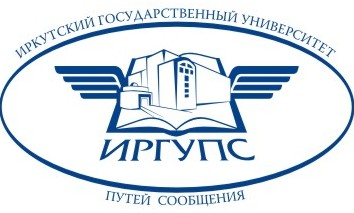 ИРКУТСКИЙ ГОСУДАРСТВЕННЫЙ УНИВЕРСИТЕТ
ИРГУПС
ПУТЕЙ СООБЩЕНИЯ